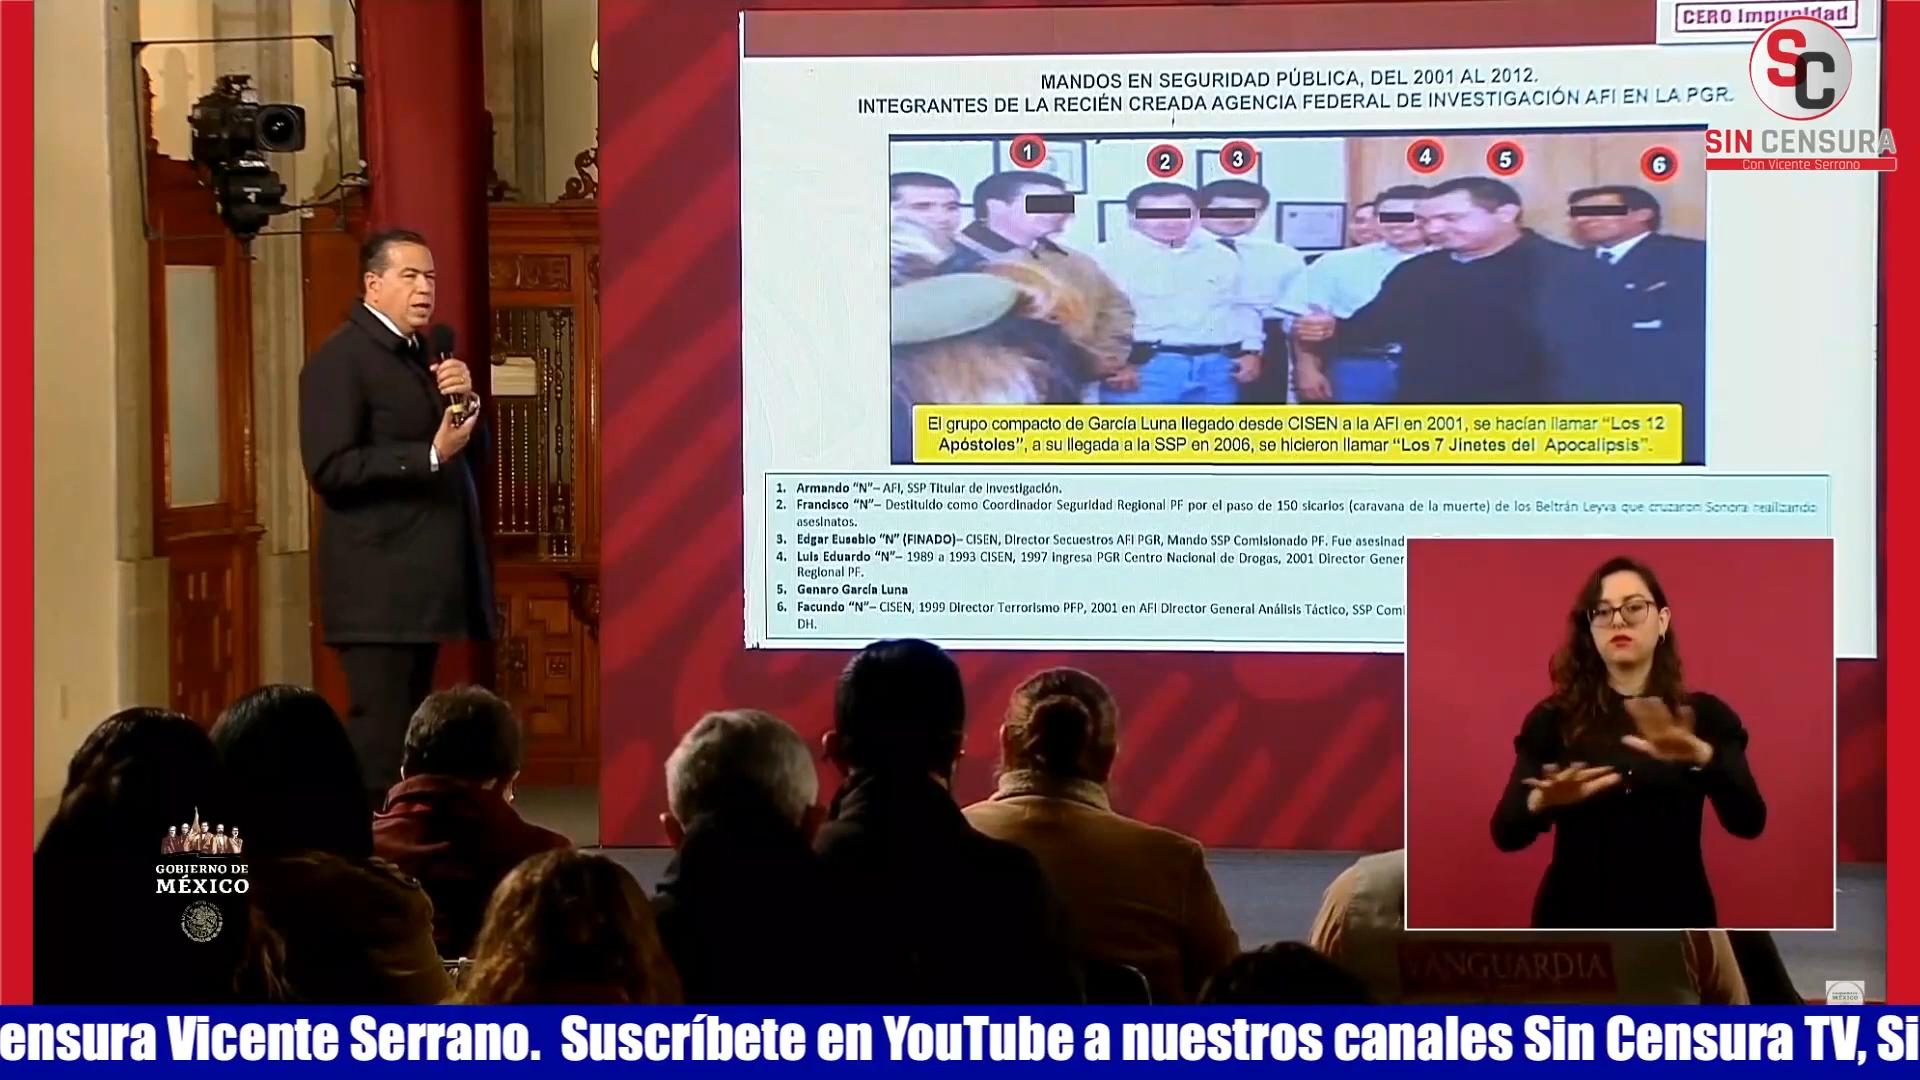 CERO Impunidad
SC
SIN CENSURA
Con Vicente Serrano
MANDOS EN SEGURIDAD PÚBLICA, DEL 2001 AL 2012.
INTEGRANTES DE LA RECIÉN CREADA AGENCIA FEDERAL DE INVESTIGACIÓN AFI EN LA PGR.
1 2 3 4 5 6
El grupo compacto de García Luna llegado desde CISEN a la AFI en 2001, se hacían llamar “Los 12
Apóstoles”, a su llegada a la SSP en 2006, se hicieron llamar “Los 7 Jinetes del Apocalipsis”.
1. Armando “N”– AFI, SSP Titular de Investigación.
2. Francisco “N”– Destituido como Coordinador Seguridad Regional PF por el paso de 150 sicarios (caravana de la muerte) de los Beltrán Leyva que cruzaron Sonora realizando
asesinatos.
3. Edgar Eusebio “N” (FINADO)– CISEN, Director Secuestros AFI PGR, Mando SSP Comisionado PF. Fue asesinad
4. Luis Eduardo “N”– 1989 a 1993 CISEN, 1997 ingresa PGR Centro Nacional de Drogas, 2001 Director Gener
Regional PF.
5. Genaro García Luna
6. Facundo “N”– CISEN, 1999 Director Terrorismo PFP, 2001 en AFI Director General Análisis Táctico, SSP Comi
DH.
GOBIERNO DE
MÉXICO
VANGUARDIA
ensura Vicente Serrano. Suscríbete en YouTube a nuestros canales Sin Censura TV, Si